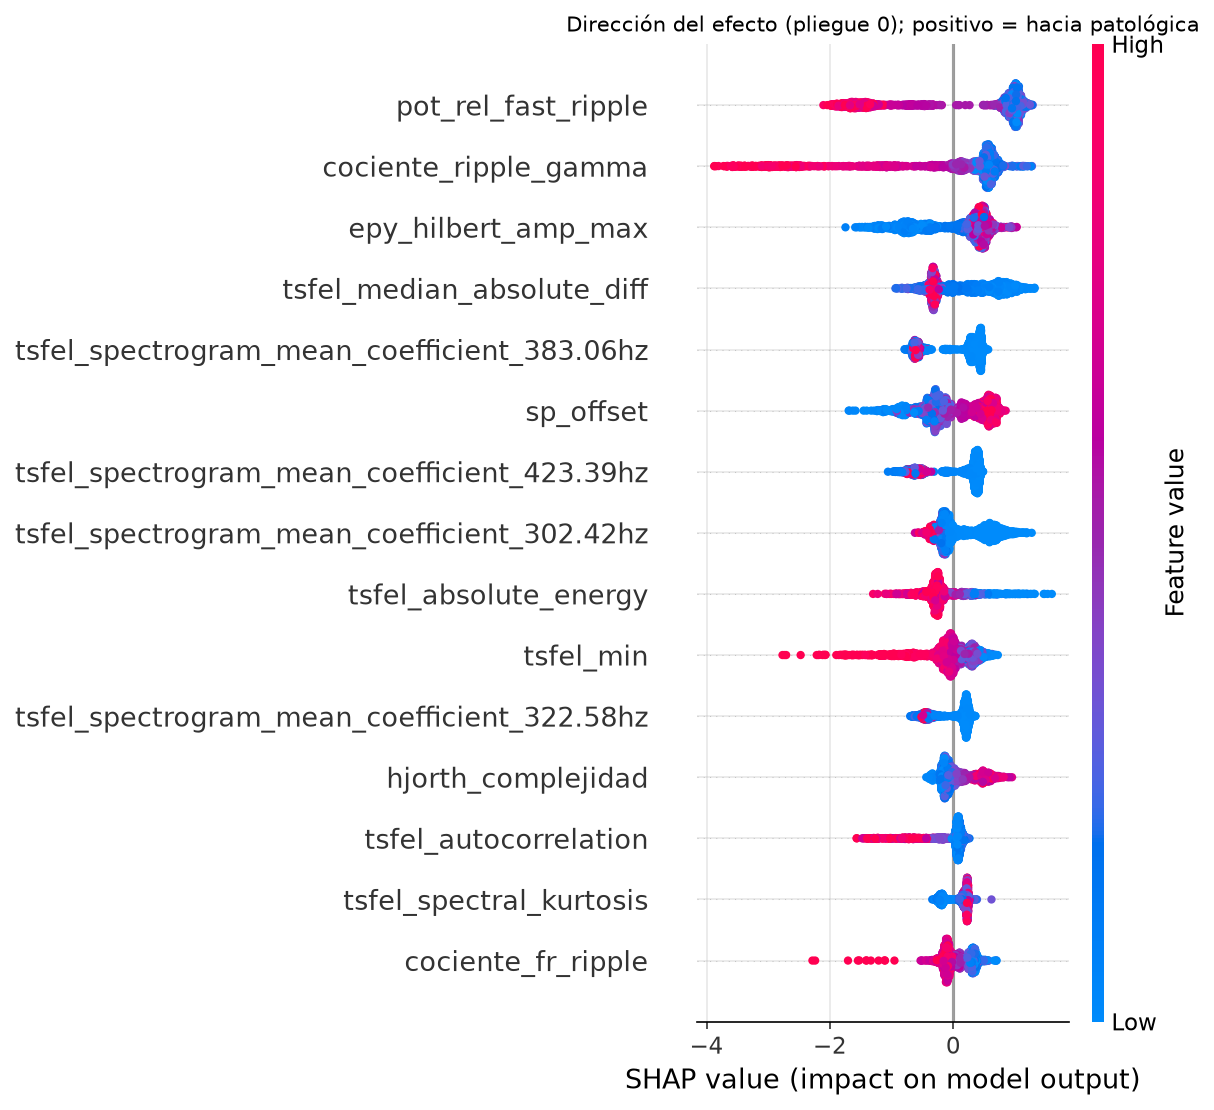 Dirección del efecto (pliegue 0); positivo = hacia patológica
High
pot_rel_fast_ripple
cociente_ripple_gamma
epy_hilbert_amp_max
tsfel_median_absolute_diff
tsfel_spectrogram_mean_coefficient_383.06hz
sp_offset
tsfel_spectrogram_mean_coefficient_423.39hz
tsfel_spectrogram_mean_coefficient_302.42hz
tsfel_absolute_energy
tsfel_min
tsfel_spectrogram_mean_coefficient_322.58hz
hjorth_complejidad
tsfel_autocorrelation
tsfel_spectral_kurtosis
cociente_fr_ripple
Feature value
Low
−4 −2 0
SHAP value (impact on model output)